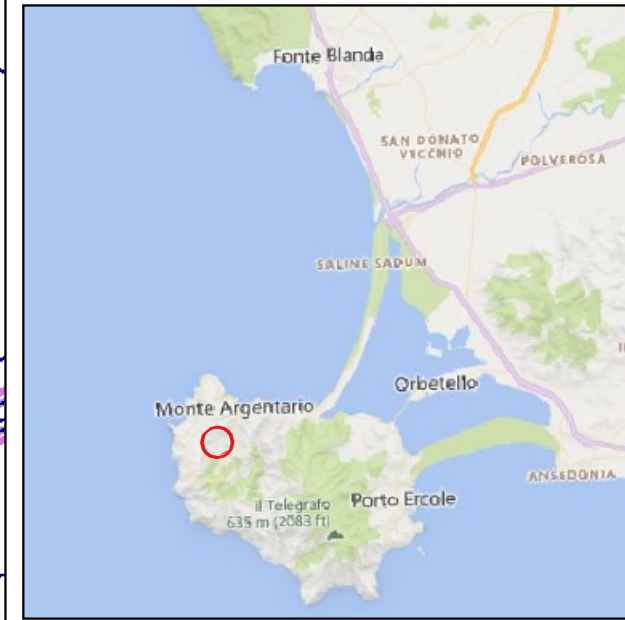 Fonte Blanda
SAN DONATO
VECCHIO
POLVEROSA
SALINE SADUM
Orbetello
Monte Argentario
ANSEDONIA
il Telegrafo
635 m (2083 ft)
Porto Ercole